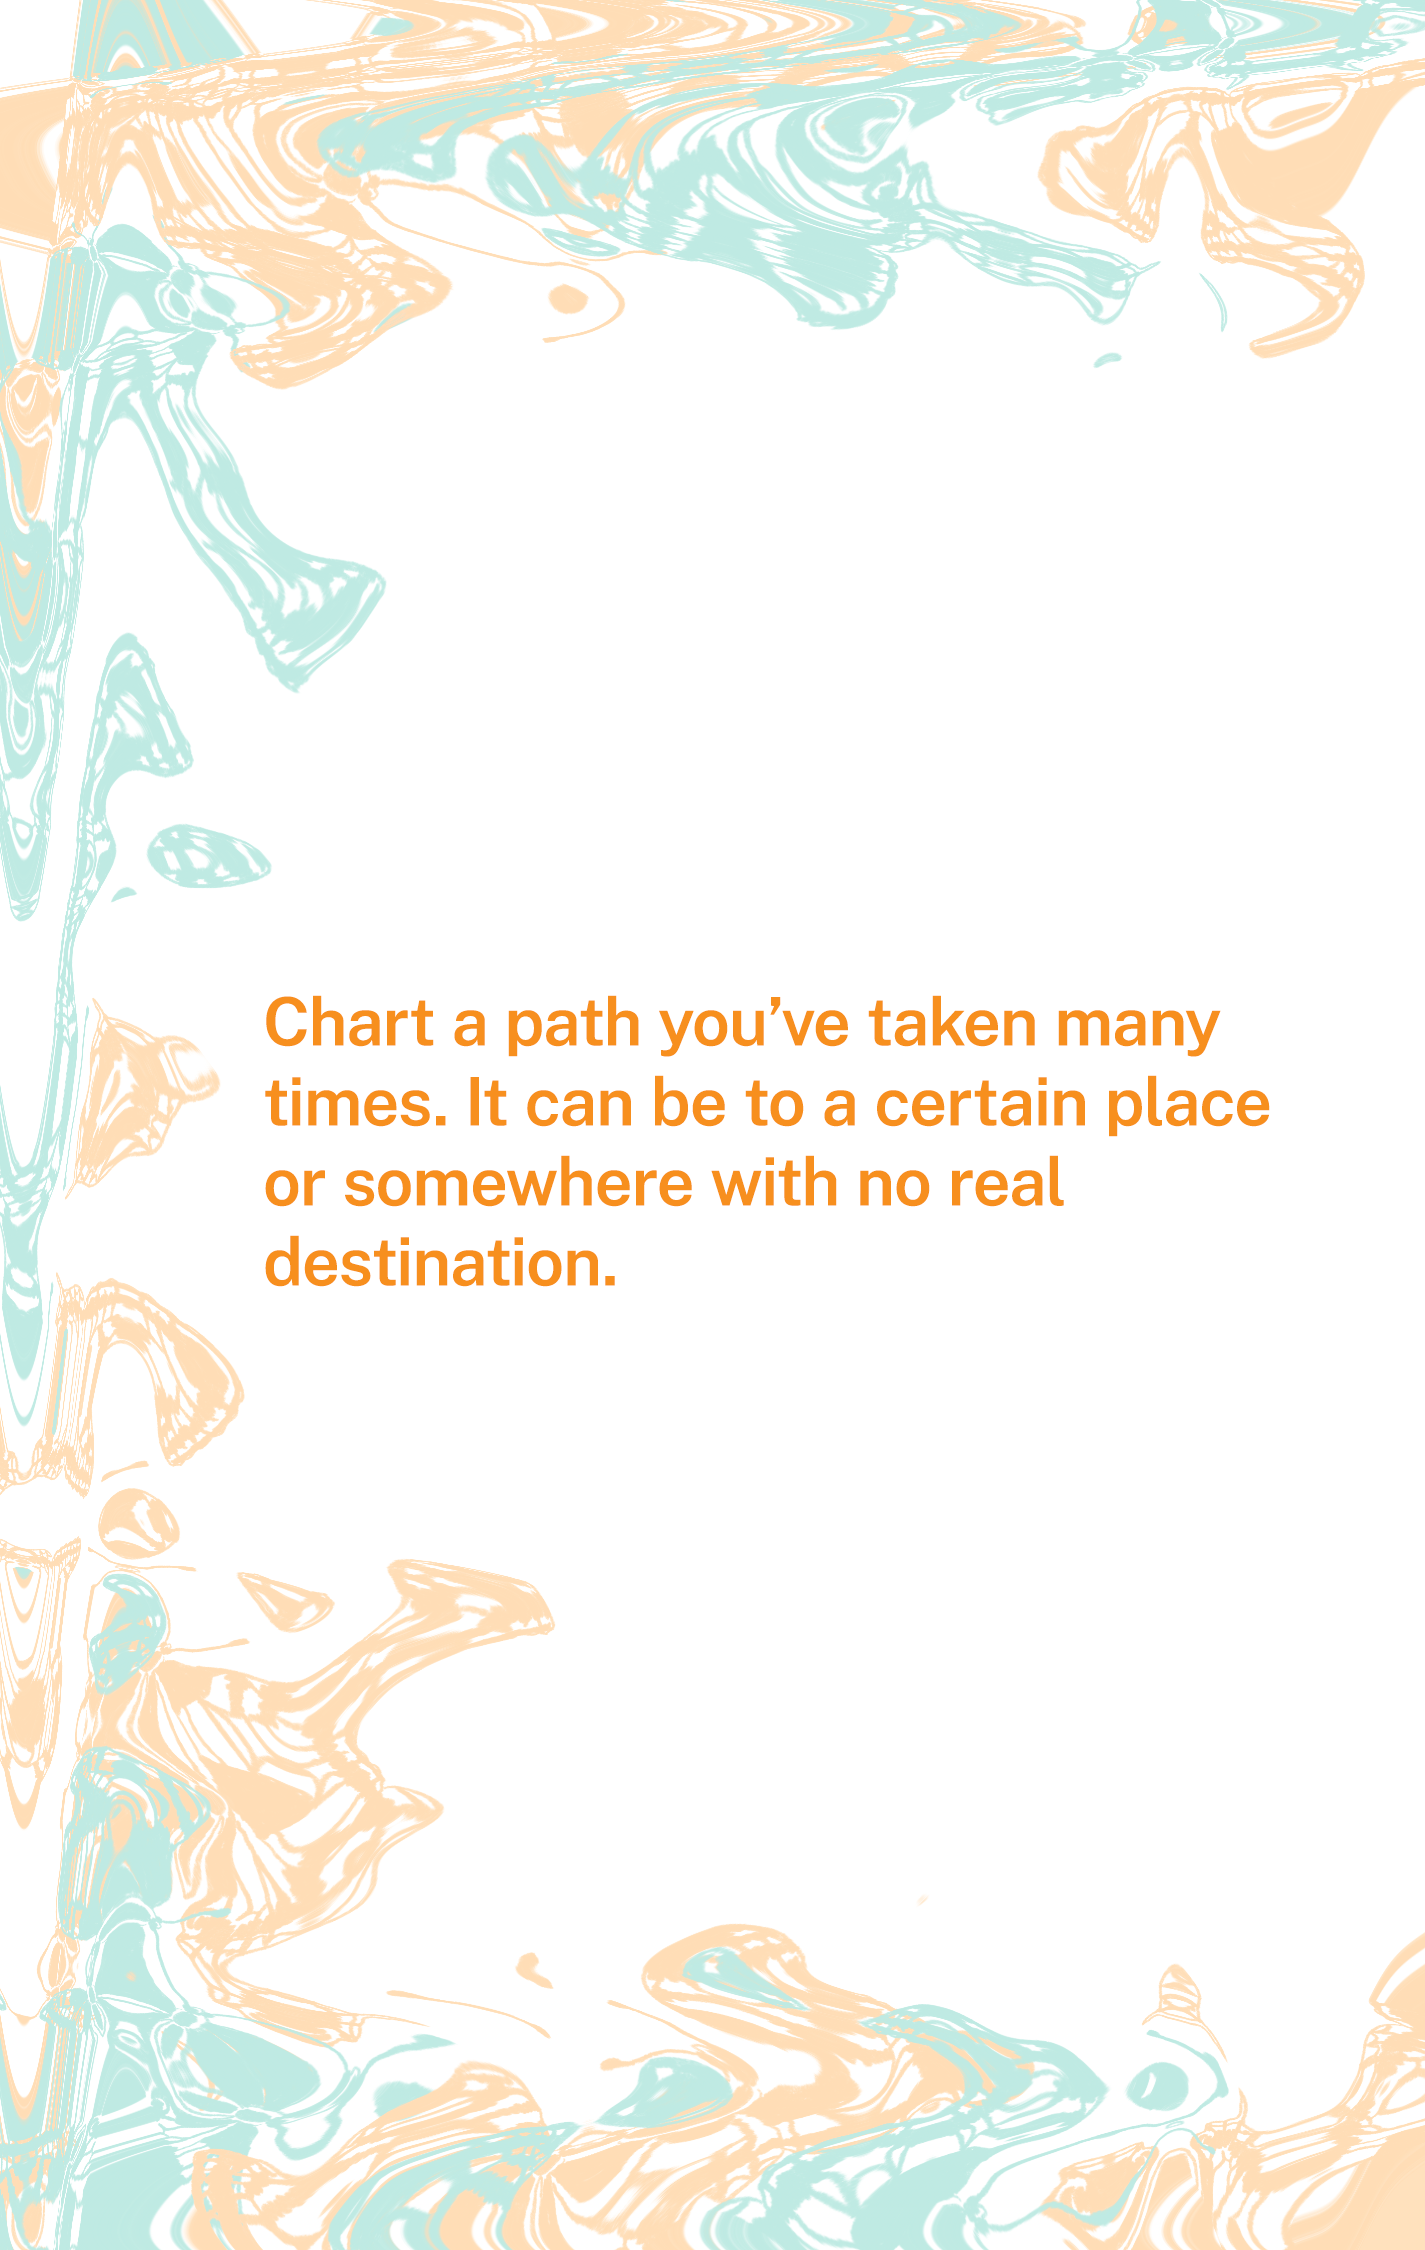 Chart a path you’ve taken many
times. It can be to a certain place
or somewhere with no real
destination.